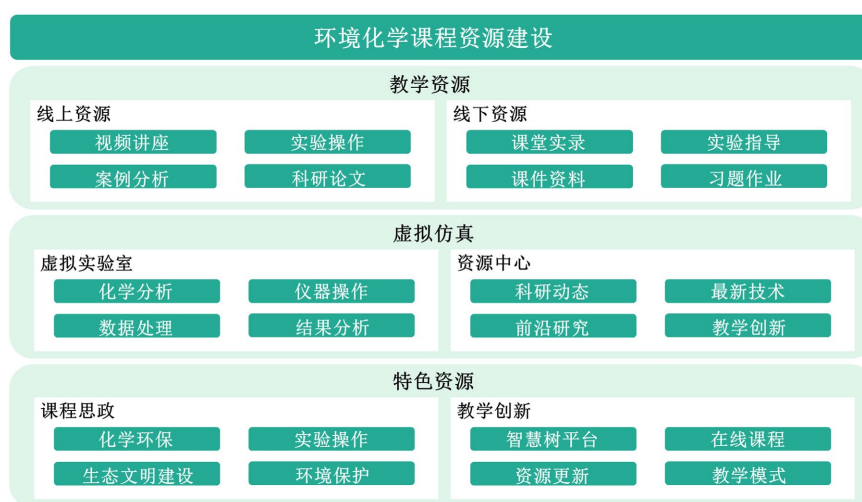 环境化学课程资源建设
教学资源
线上资源
线下资源
视频讲座
实验操作
课堂实录
实验指导
案例分析
科研论文
课件资料
习题作业
虚拟仿真
虚拟实验室
资源中心
化学分析
仪器操作
科研动态
最新技术
数据处理
结果分析
前沿研究
教学创新
特色资源
课程思政
教学创新
化学环保
实验操作
智慧树平台
在线课程
生态文明建设
环境保护
资源更新
教学模式